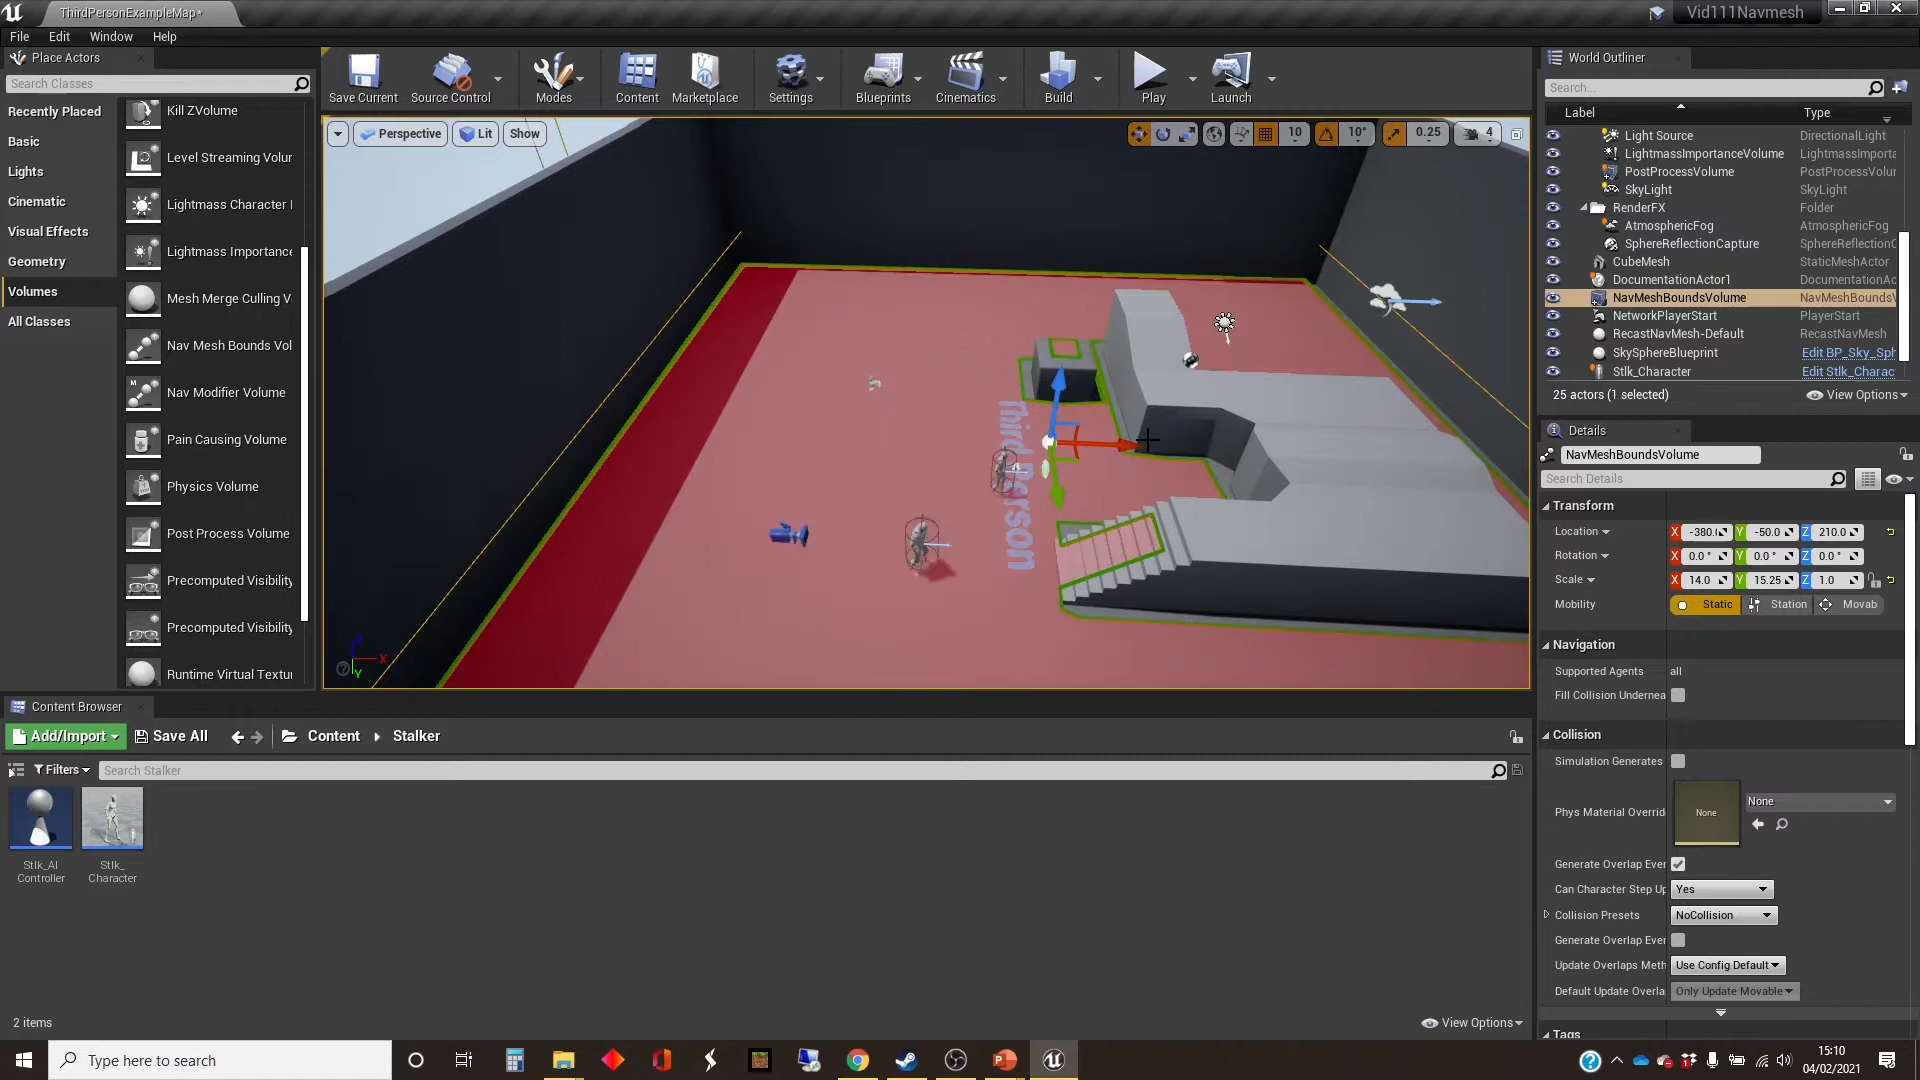 ThirdPersonExampleMap*
Vid111Navmesh
File Edit Window Help
Place Actors
Search Classes
Recently Placed
Basic
Lights
Cinematic
Visual Effects
Geometry
Volumes
All Classes
Kill ZVolume
Level Streaming Volur
Lightmass Character I
Lightmass Importance
Mesh Merge Culling V
Nav Mesh Bounds Vol
Nav Modifier Volume
Pain Causing Volume
Physics Volume
Post Process Volume
Precomputed Visibility
Precomputed Visibility
Runtime Virtual Textur
Save Current Source Control Modes Content Marketplace Settings Blueprints Cinematics Build Play Launch
Perspective Lit Show
10 10° 0.25 4
Third Person
X
Y
World Outliner
Search...
Label Type
Light Source DirectionalLight
LightmassImportanceVolume LightmassImporta
PostProcessVolume PostProcessVolur
SkyLight SkyLight
RenderFX Folder
AtmosphericFog AtmosphericFog
SphereReflectionCapture SphereReflectionC
CubeMesh StaticMeshActor
DocumentationActor1 DocumentationAc
NavMeshBoundsVolume NavMeshBoundsV
NetworkPlayerStart PlayerStart
RecastNavMesh-Default RecastNavMesh
SkySphereBlueprint Edit BP_Sky_Sph
Stlk_Character Edit Stlk_Charac
25 actors (1 selected) View Options
Details
NavMeshBoundsVolume
Search Details
Transform
Location X -380.0 Y -50.0 Z 210.0
Rotation X 0.0 ° Y 0.0 ° Z 0.0 °
Scale X 14.0 Y 15.25 Z 1.0
Mobility Static Station Movab
Navigation
Supported Agents all
Fill Collision Undernea
Collision
Simulation Generates
Phys Material Overrid None None
Generate Overlap Ever
Can Character Step Up Yes
Collision Presets NoCollision
Generate Overlap Ever
Update Overlaps Meth Use Config Default
Default Update Overla Only Update Movable
Tags
Content Browser
Add/Import Save All Content Stalker
Filters Search Stalker
Stlk_AI
Controller
Stlk_
Character
2 items View Options
Type here to search
15:10
04/02/2021